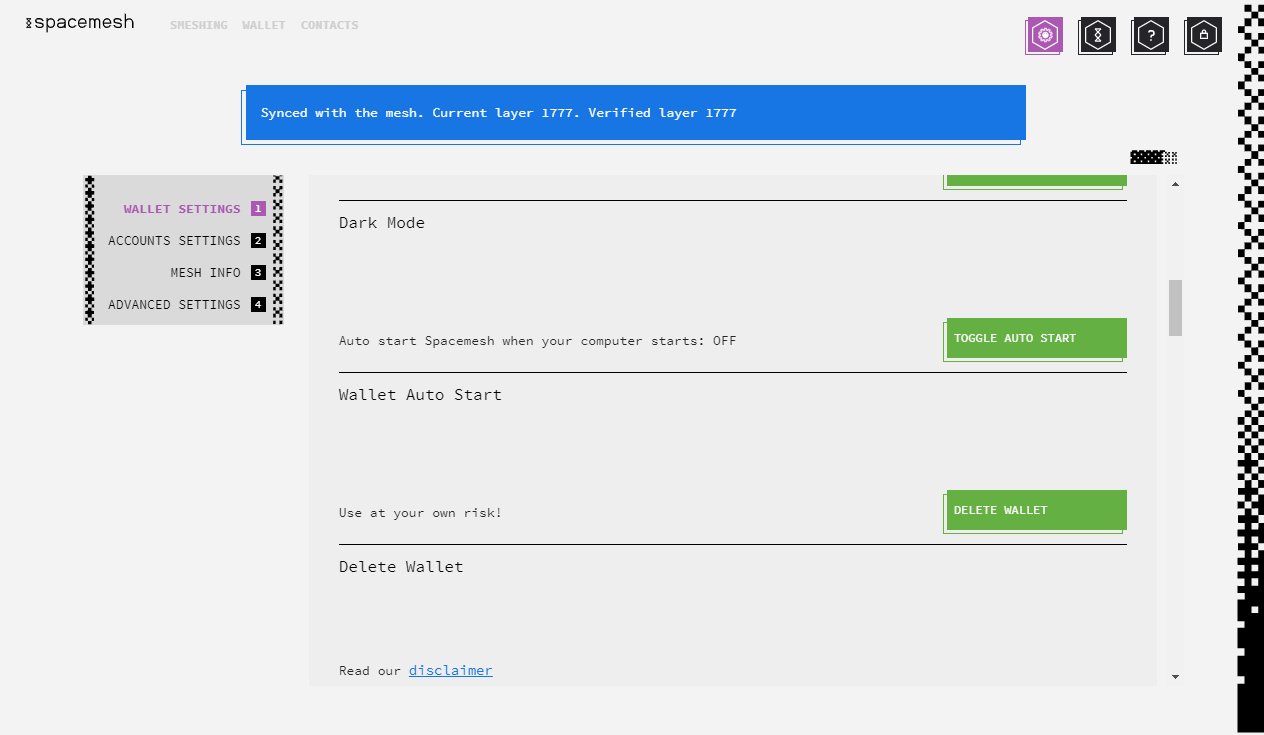 spacemesh
SMESHING WALLET CONTACTS
?
Synced with the mesh. Current layer 1777. Verified layer 1777
WALLET SETTINGS 1
ACCOUNTS SETTINGS 2
MESH INFO 3
ADVANCED SETTINGS 4
Dark Mode
Auto start Spacemesh when your computer starts: OFF
TOGGLE AUTO START
Wallet Auto Start
Use at your own risk!
DELETE WALLET
Delete Wallet
Read our disclaimer